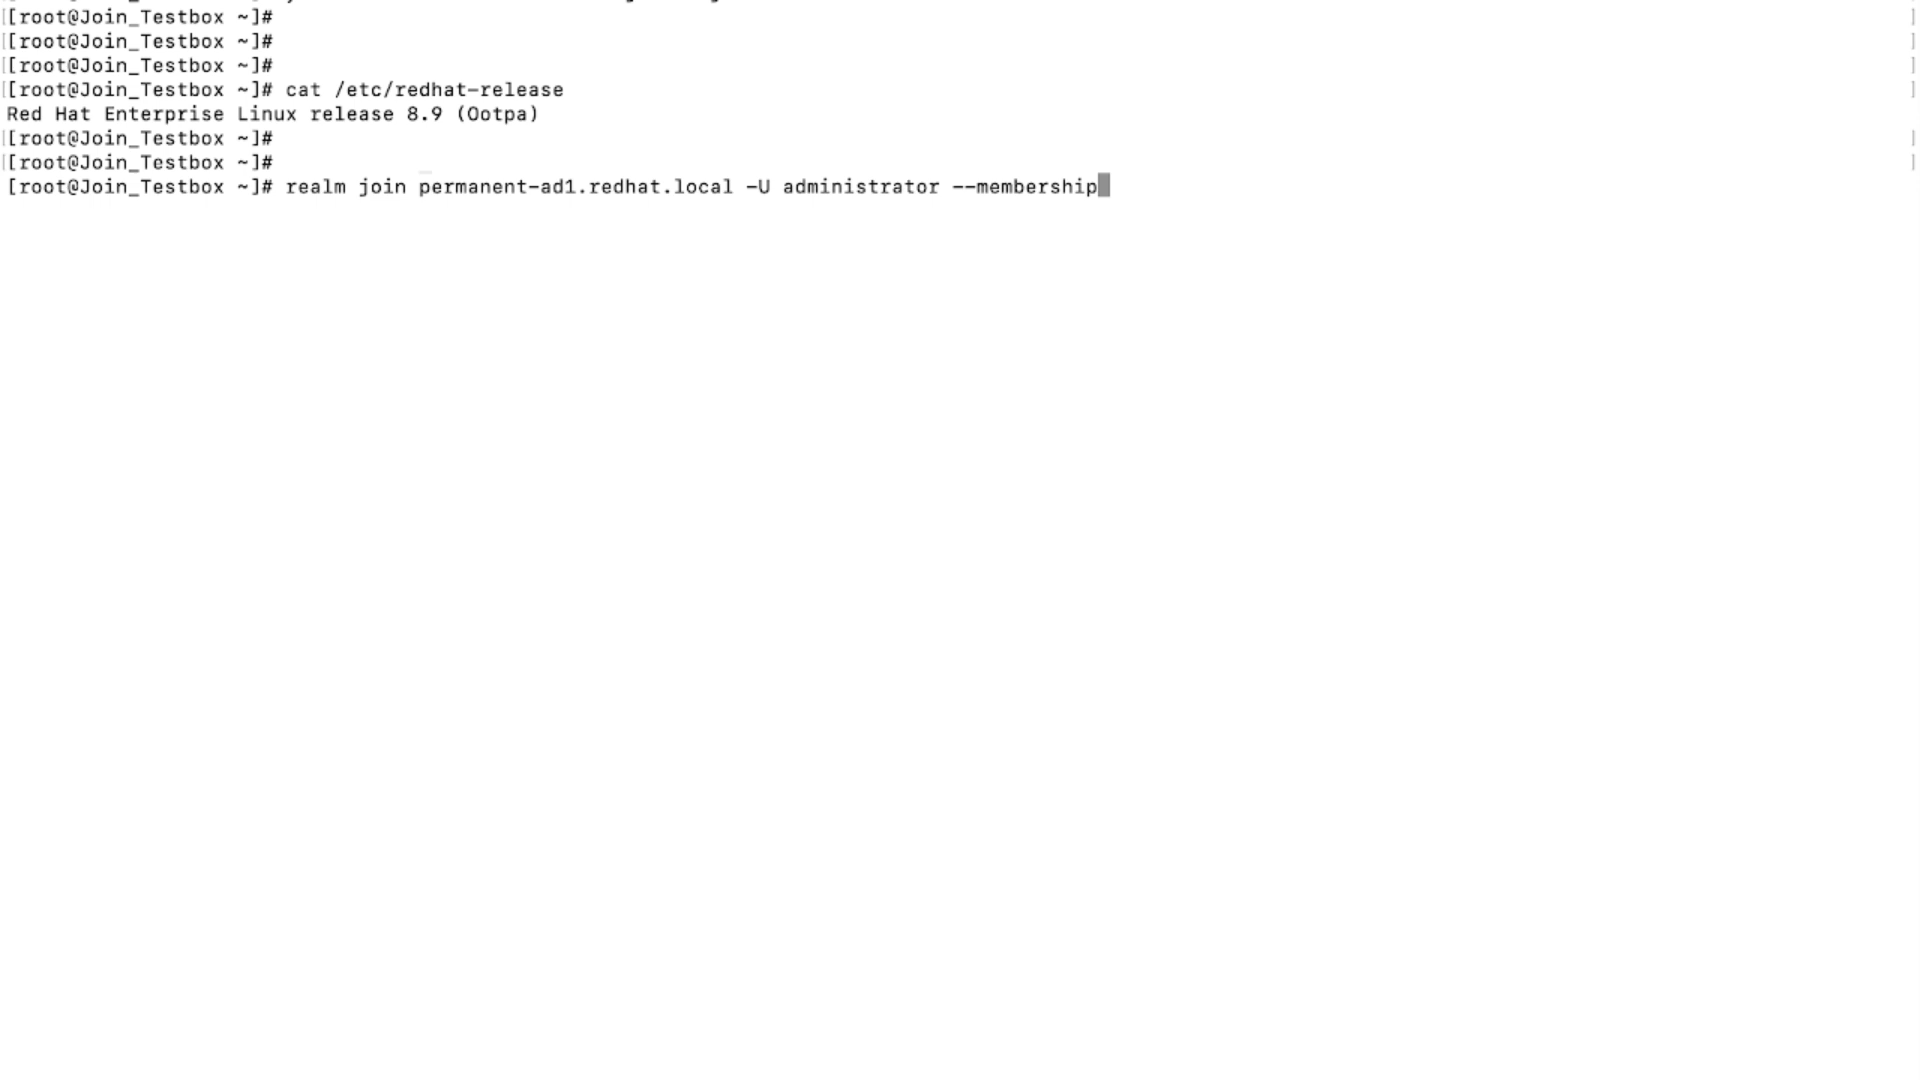 [root@Join_Testbox ~]#
[root@Join_Testbox ~]#
[root@Join_Testbox ~]#
[root@Join_Testbox ~]# cat /etc/redhat-release
Red Hat Enterprise Linux release 8.9 (Ootpa)
[root@Join_Testbox ~]#
[root@Join_Testbox ~]#
[root@Join_Testbox ~]# realm join permanent-ad1.redhat.local -U administrator --membership